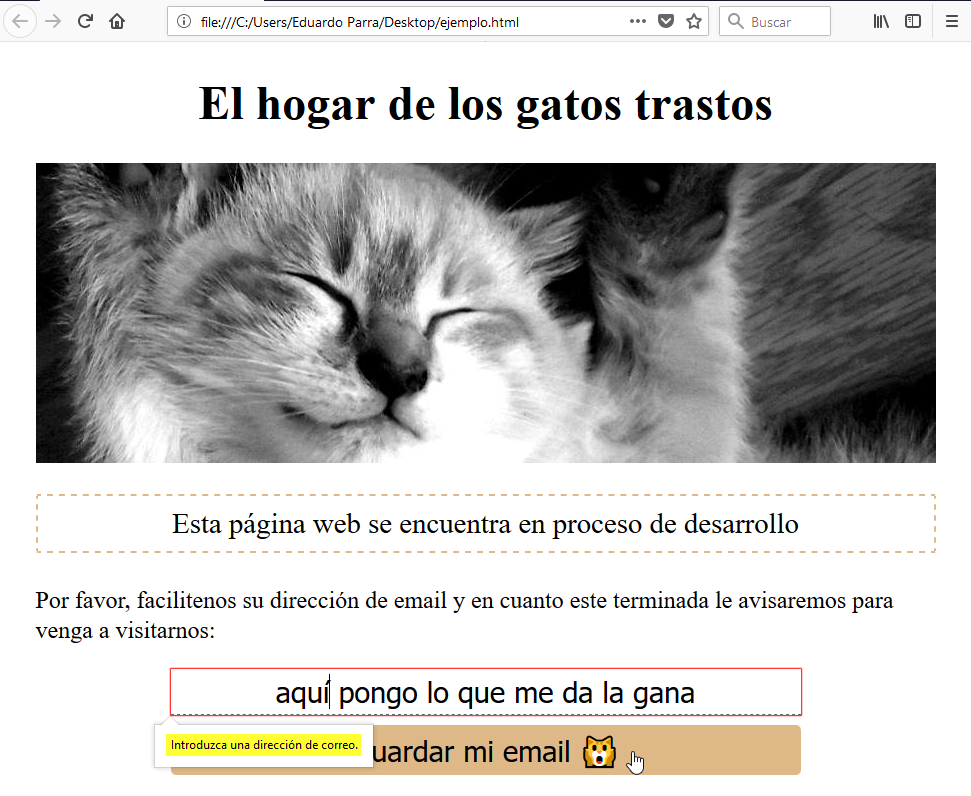 file:///C:/Users/Eduardo Parra/Desktop/ejemplo.html
Buscar
El hogar de los gatos trastos
Esta página web se encuentra en proceso de desarrollo
Por favor, facilitenos su dirección de email y en cuanto este terminada le avisaremos para
venga a visitarnos:
aquí pongo lo que me da la gana
Introduzca una dirección de correo.
uardar mi email 🙀